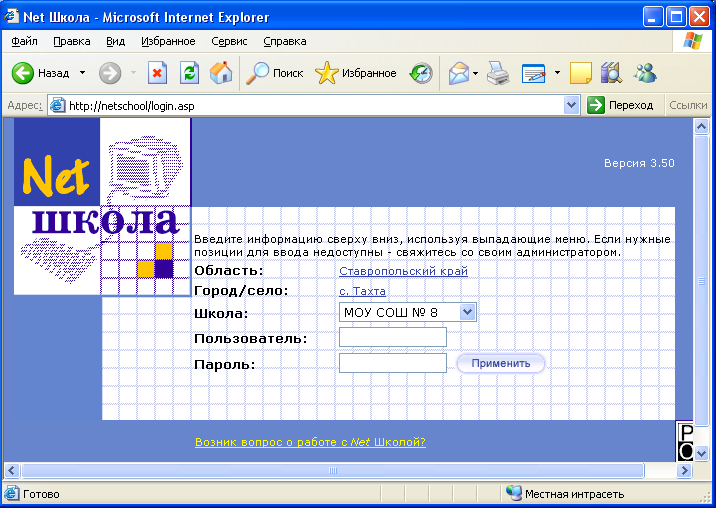 Net Школа - Microsoft Internet Explorer
Файл Правка Вид Избранное Сервис Справка
Назад Поиск Избранное
Адрес: http://netschool/login.asp Переход Ссылки
Net
школа
Версия 3.50
Введите информацию сверху вниз, используя выпадающие меню. Если нужные
позиции для ввода недоступны - свяжитесь со своим администратором.
Область: Ставропольский край
Город/село: с. Тахта
Школа: МОУ СОШ № 8
Пользователь:
Пароль: Применить
Возник вопрос о работе с Net Школой?
Р
О
Готово Местная интрасеть